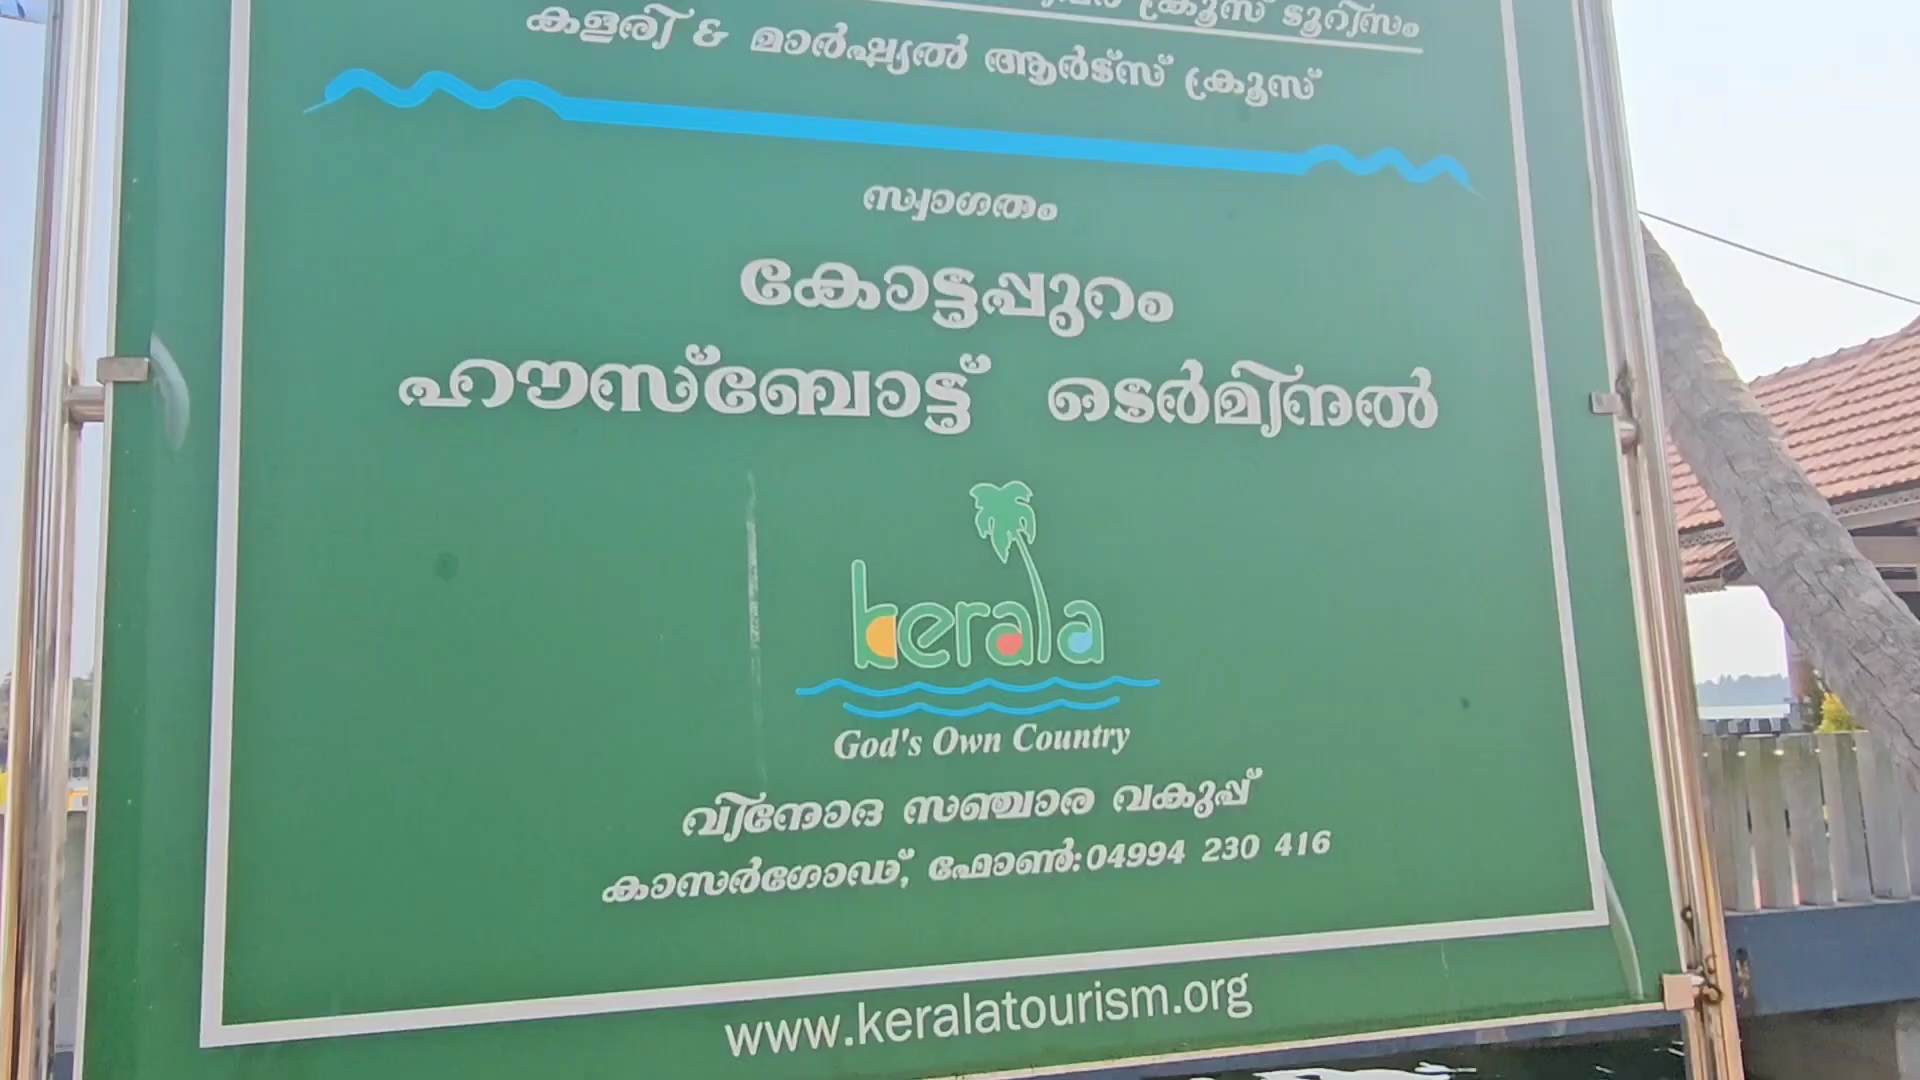 ക്രൂസ് ടൂറിസം
കളരി & മാർഷ്യൽ ആർട്സ് ക്രൂസ്
സ്വാഗതം
കോട്ടപ്പുറം
ഹൗസ്ബോട്ട് ടെർമിനൽ
kerala
God's Own Country
വിനോദ സഞ്ചാര വകുപ്പ്
കാസർഗോഡ്, ഫോൺ:04994 230 416
www.keralatourism.org